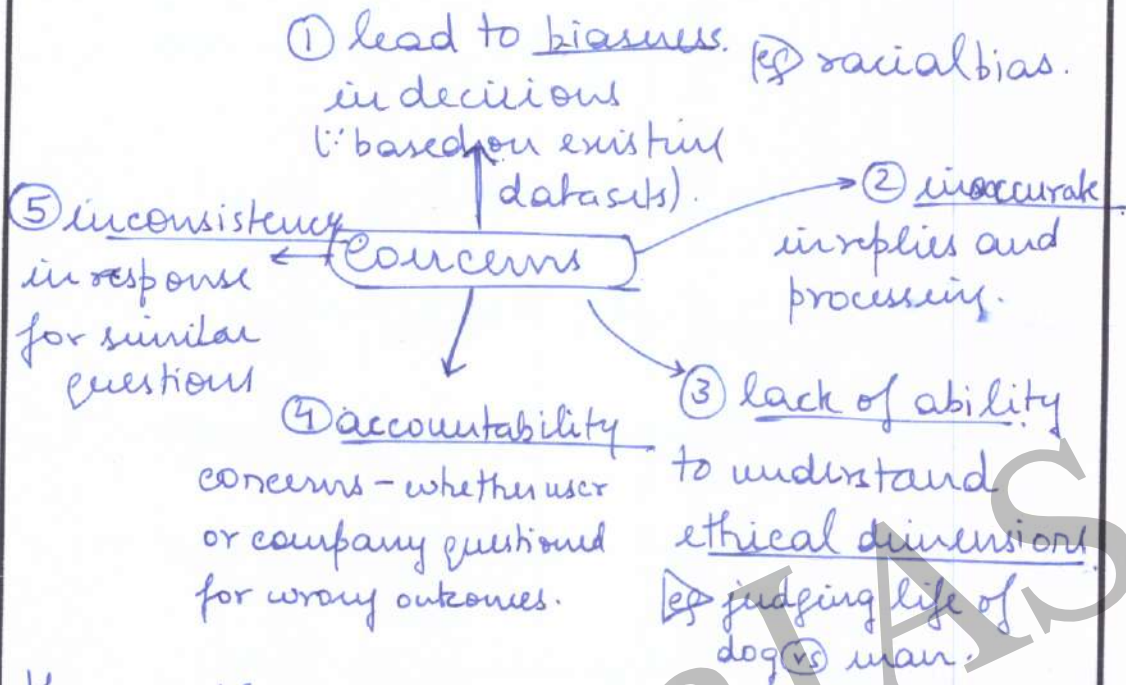 ① lead to biasness.
in decisions
(∵ based on existing
datasets).
eg racial bias.
② inaccurate
in replies and
processing.
③ lack of ability
to understand
ethical dimensions
eg judging life of
dog vs man.
④ accountability
concerns – whether user
or company questioned
for wrong outcomes.
⑤ inconsistency
in response
for similar
questions
Concerns
IAS